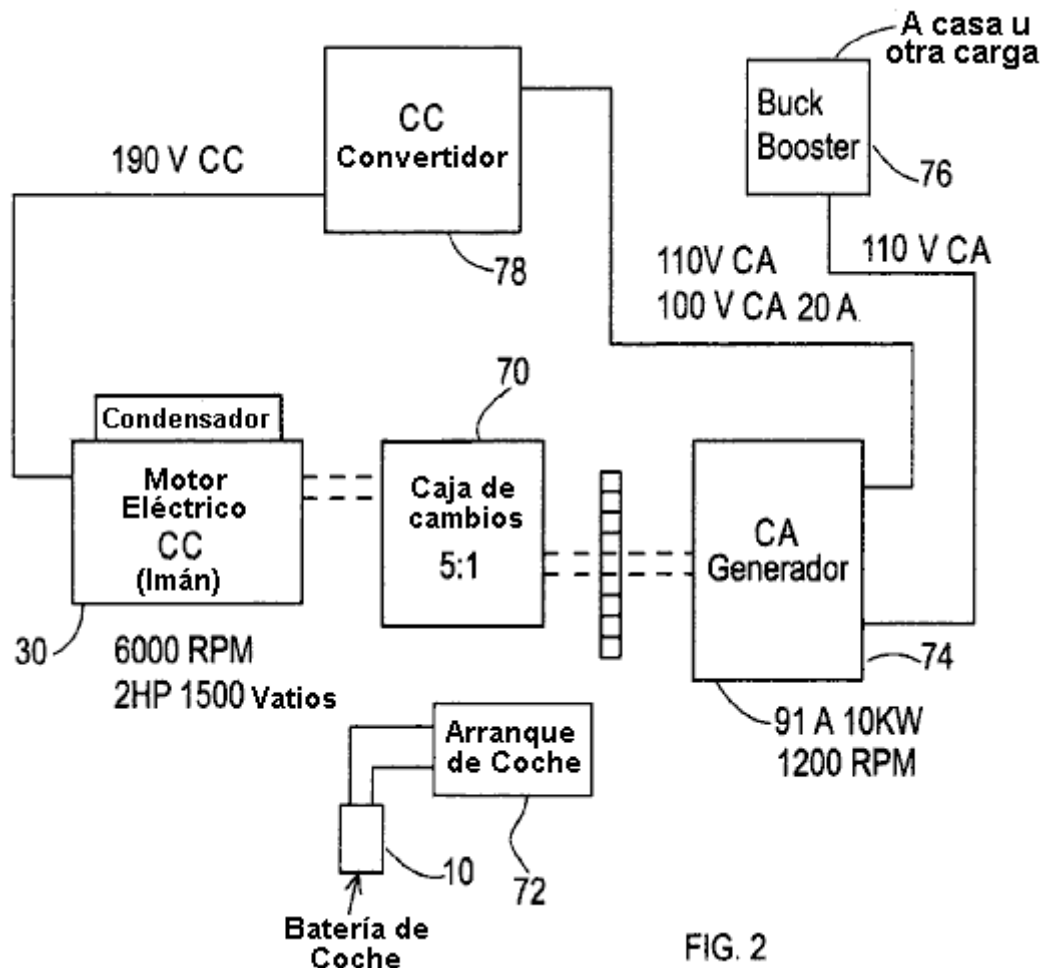 A casa u
otra carga
CC
Convertidor
Buck
Booster
190 V CC
76
78
110V CA
100 V CA 20 A
110 V CA
70
Condensador
Motor
Eléctrico
CC
(Imán)
Caja de
cambios
5:1
CA
Generador
30
6000 RPM
2HP 1500 Vatios
74
91 A 10KW
1200 RPM
Arranque
de Coche
10
72
Batería de
Coche
FIG. 2